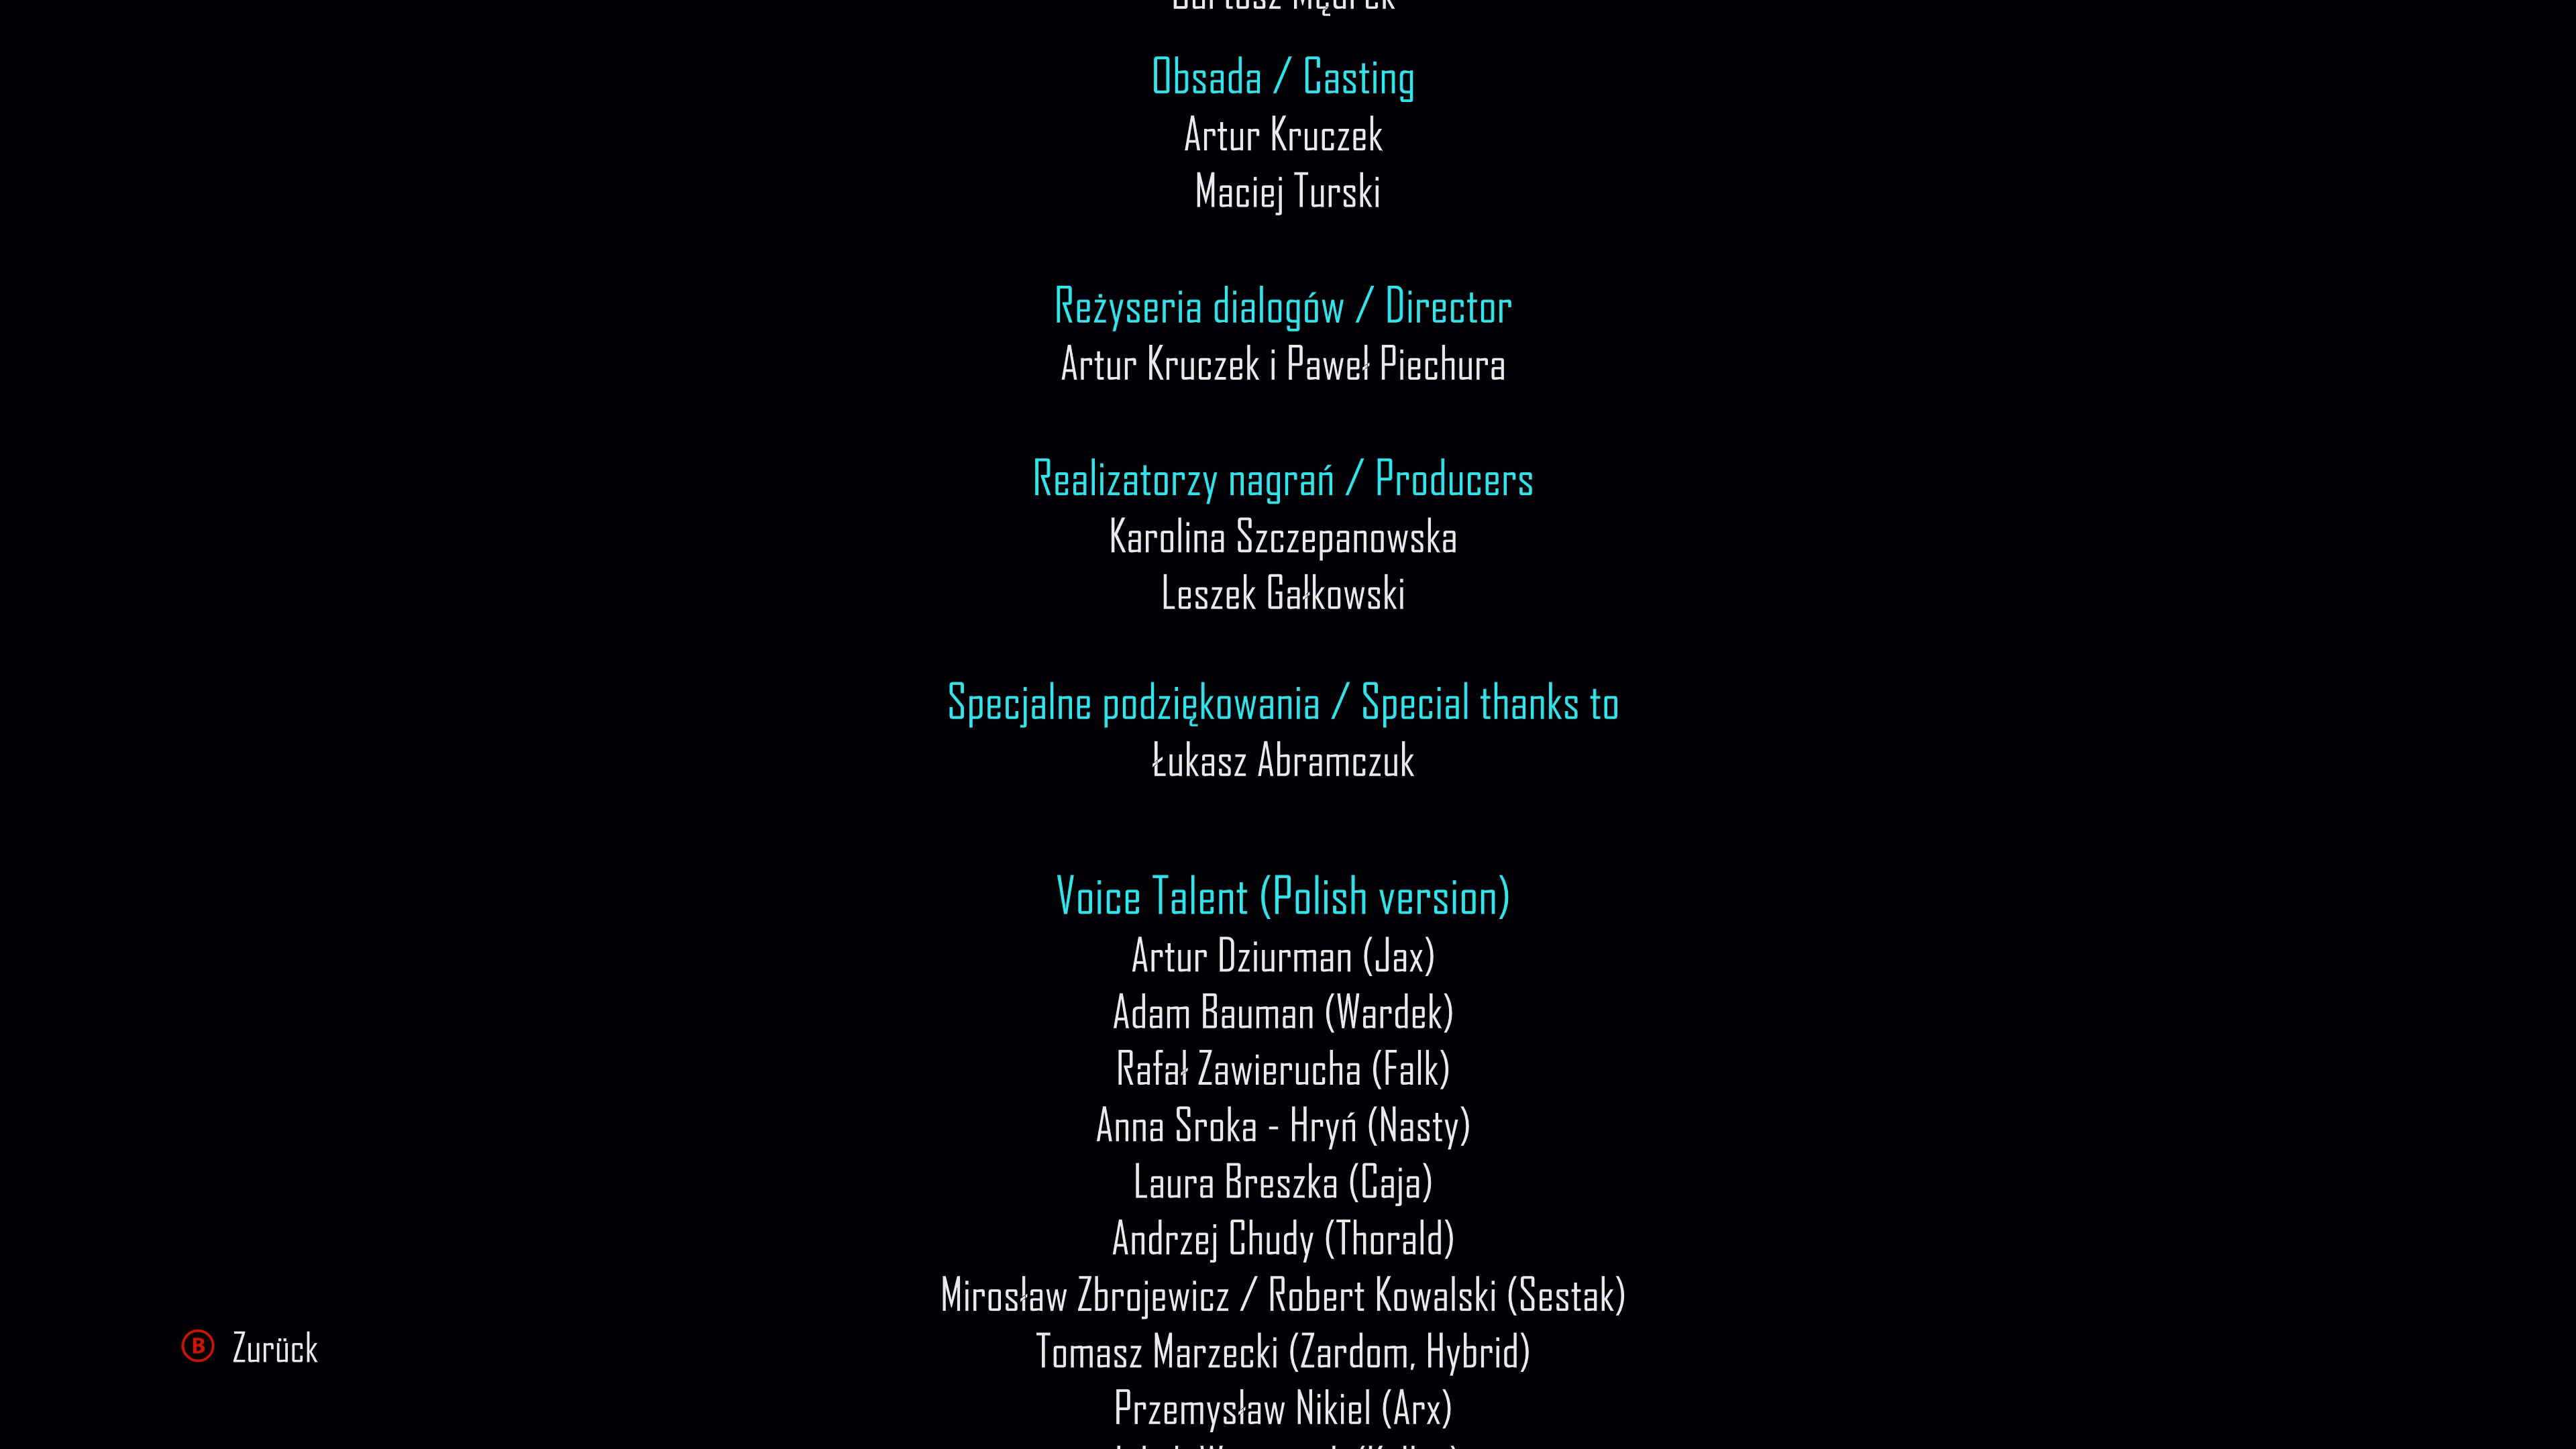 Obsada / Casting
Artur Kruczek
Maciej Turski
Reżyseria dialogów / Director
Artur Kruczek i Paweł Piechura
Realizatorzy nagrań / Producers
Karolina Szczepanowska
Leszek Gałkowski
Specjalne podziękowania / Special thanks to
Łukasz Abramczuk
Voice Talent (Polish version)
Artur Dziurman (Jax)
Adam Bauman (Wardek)
Rafał Zawierucha (Falk)
Anna Sroka - Hryń (Nasty)
Laura Breszka (Caja)
Andrzej Chudy (Thorald)
Mirosław Zbrojewicz / Robert Kowalski (Sestak)
Tomasz Marzecki (Zardom, Hybrid)
Przemysław Nikiel (Arx)
B Zurück